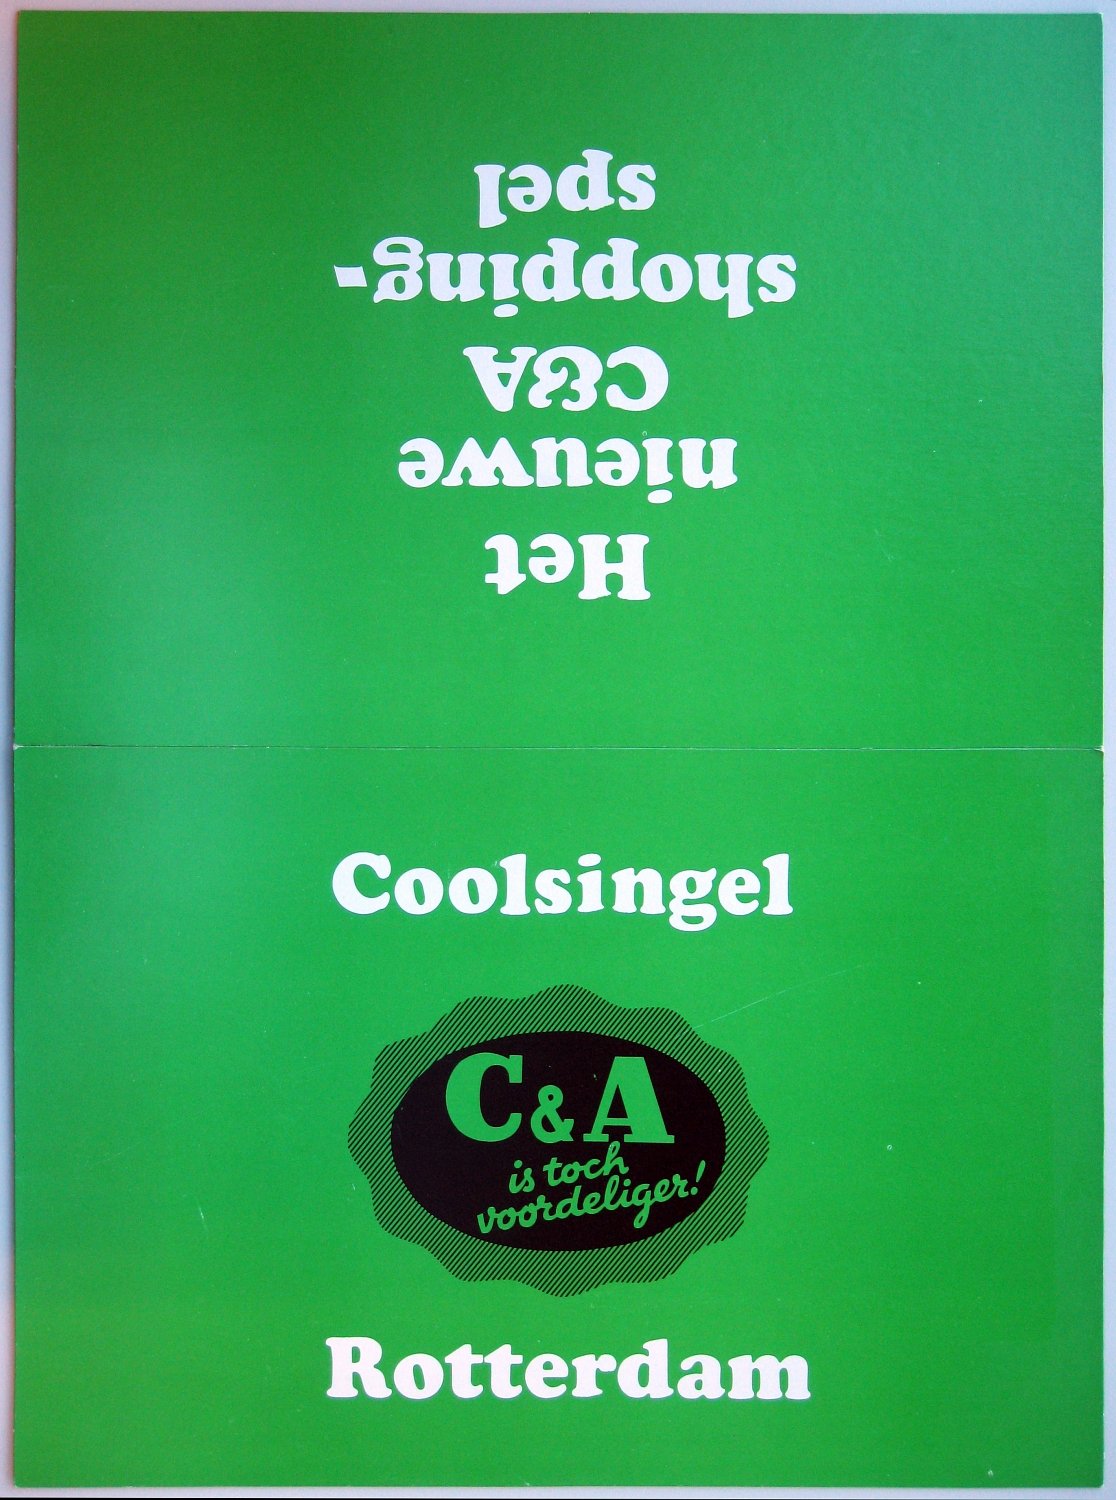 Het
nieuwe
C&A
shopping-
spel
Coolsingel
C&A
is toch
voordeliger!
Rotterdam